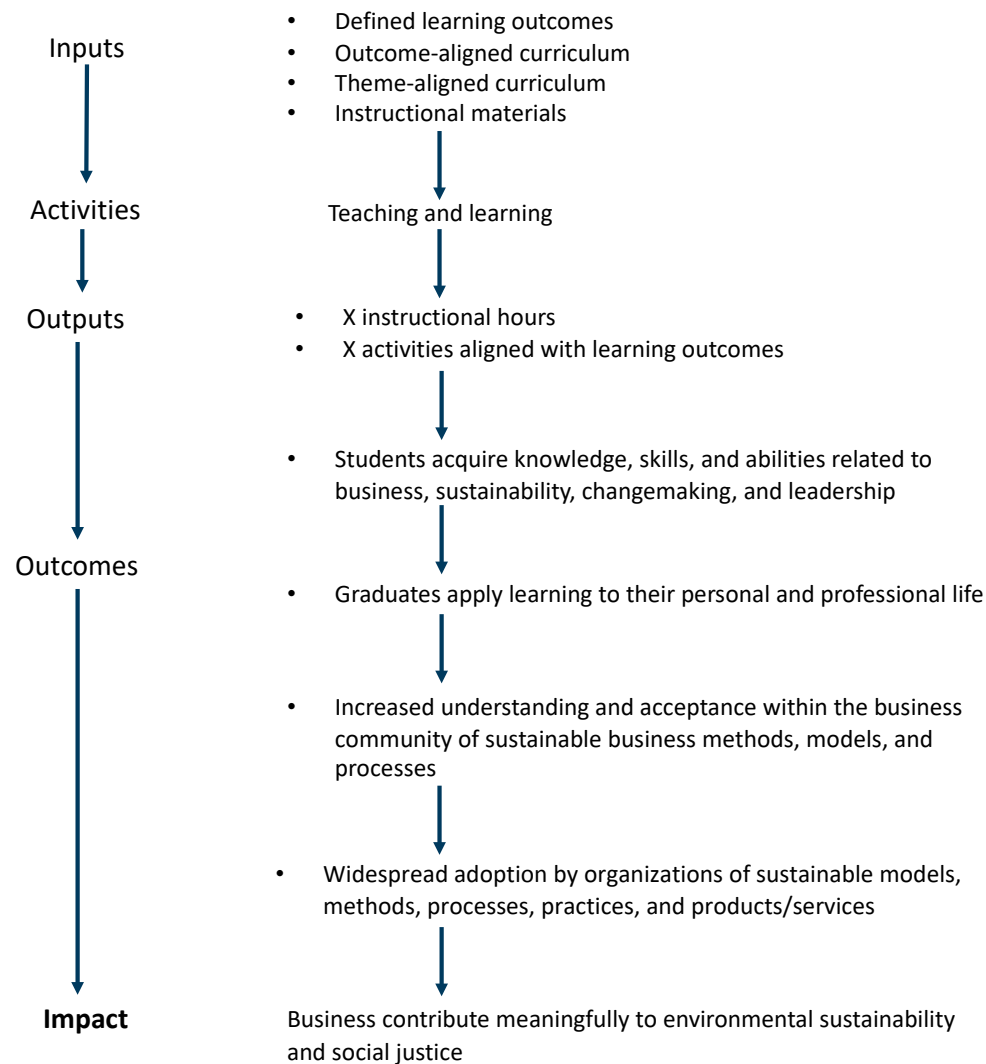 Inputs
• Defined learning outcomes
• Outcome-aligned curriculum
• Theme-aligned curriculum
• Instructional materials
Activities
Teaching and learning
Outputs
• X instructional hours
• X activities aligned with learning outcomes
• Students acquire knowledge, skills, and abilities related to
business, sustainability, changemaking, and leadership
Outcomes
• Graduates apply learning to their personal and professional life
• Increased understanding and acceptance within the business
community of sustainable business methods, models, and
processes
• Widespread adoption by organizations of sustainable models,
methods, processes, practices, and products/services
Impact
Business contribute meaningfully to environmental sustainability
and social justice